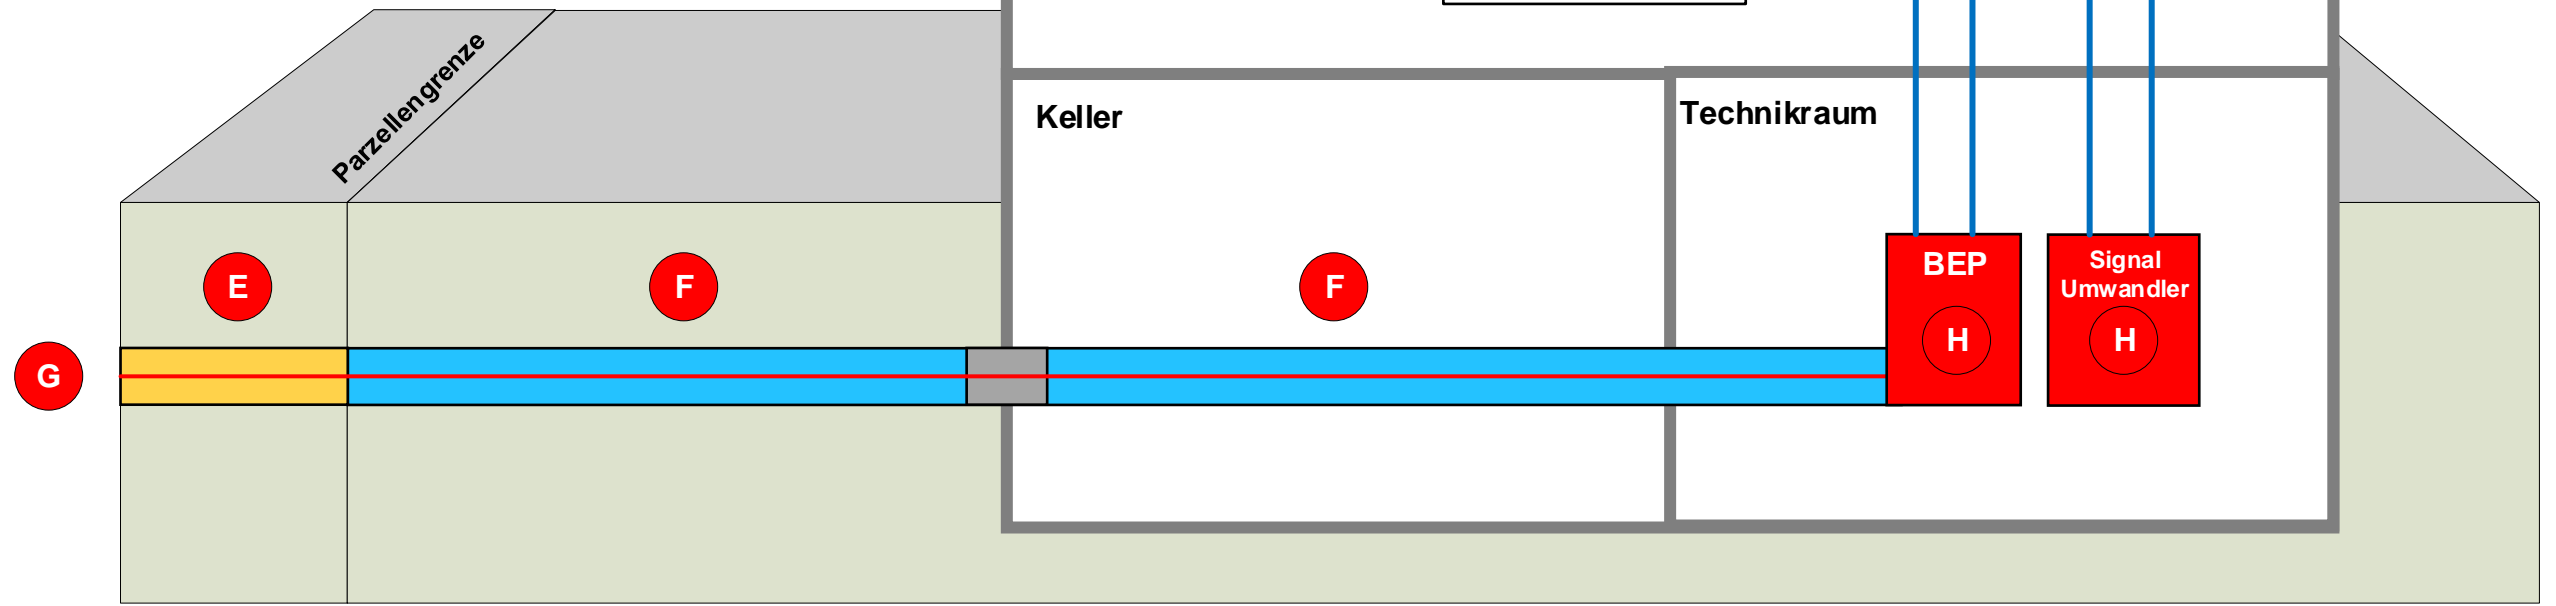 Parzellengrenze
Keller
Technikraum
E
F
F
G
BEP
H
Signal
Umwandler
H